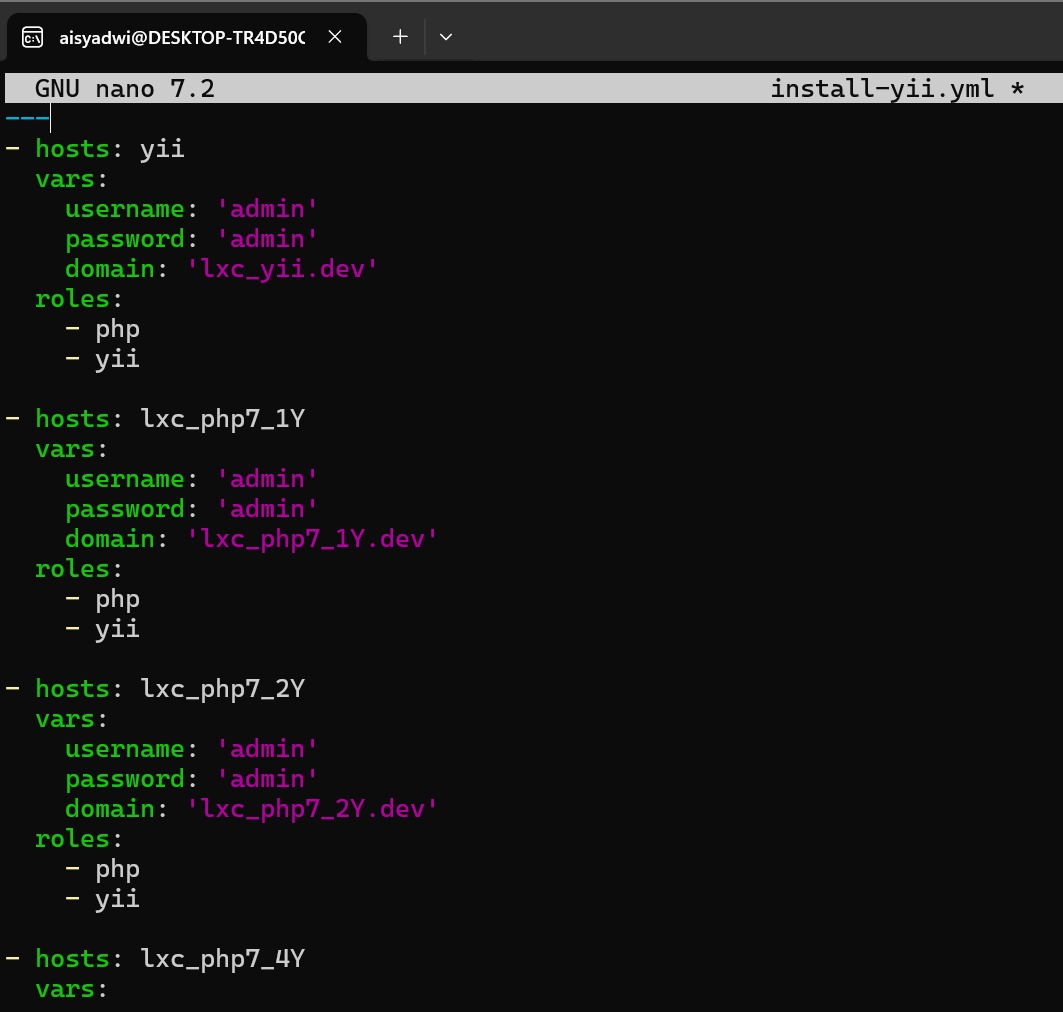 aisyadwi@DESKTOP-TR4D50
GNU nano 7.2 install-yii.yml *
---
- hosts: yii
  vars:
    username: 'admin'
    password: 'admin'
    domain: 'lxc_yii.dev'
  roles:
    - php
    - yii

- hosts: lxc_php7_1Y
  vars:
    username: 'admin'
    password: 'admin'
    domain: 'lxc_php7_1Y.dev'
  roles:
    - php
    - yii

- hosts: lxc_php7_2Y
  vars:
    username: 'admin'
    password: 'admin'
    domain: 'lxc_php7_2Y.dev'
  roles:
    - php
    - yii

- hosts: lxc_php7_4Y
  vars: